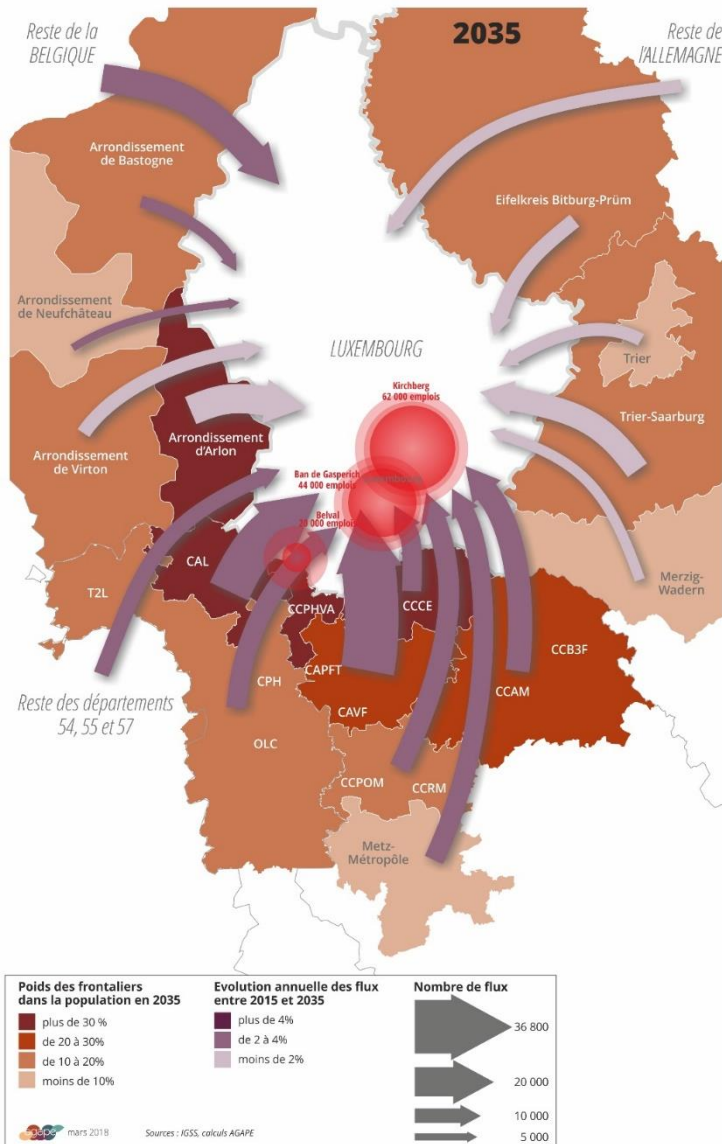 2035
Reste de la
BELGIQUE
Reste de
l'ALLEMAGNE
Arrondissement
de Bastogne
Eifelkreis Bitburg-Prüm
Arrondissement
de Neufchâteau
LUXEMBOURG
Trier
Kirchberg
62 000 emplois
Trier-Saarburg
Arrondissement
d'Arlon
Arrondissement
de Virton
Ban de Gasperich
44 000 emplois
Belval
000 emplois
CAL
Merzig-
Wadern
T2L
CCPHVA
CCCE
CCB3F
CAPFT
CPH
CCAM
CAVF
Reste des départements
54, 55 et 57
OLC
CCPOM
CCRM
Metz-
Métropôle
Poids des frontaliers
dans la population en 2035
plus de 30 %
de 20 à 30%
de 10 à 20%
moins de 10%
Evolution annuelle des flux
entre 2015 et 2035
plus de 4%
de 2 à 4%
moins de 2%
Nombre de flux
36 800
20 000
10 000
5 000
agape
mars 2018
Sources : IGSS, calculs AGAPE